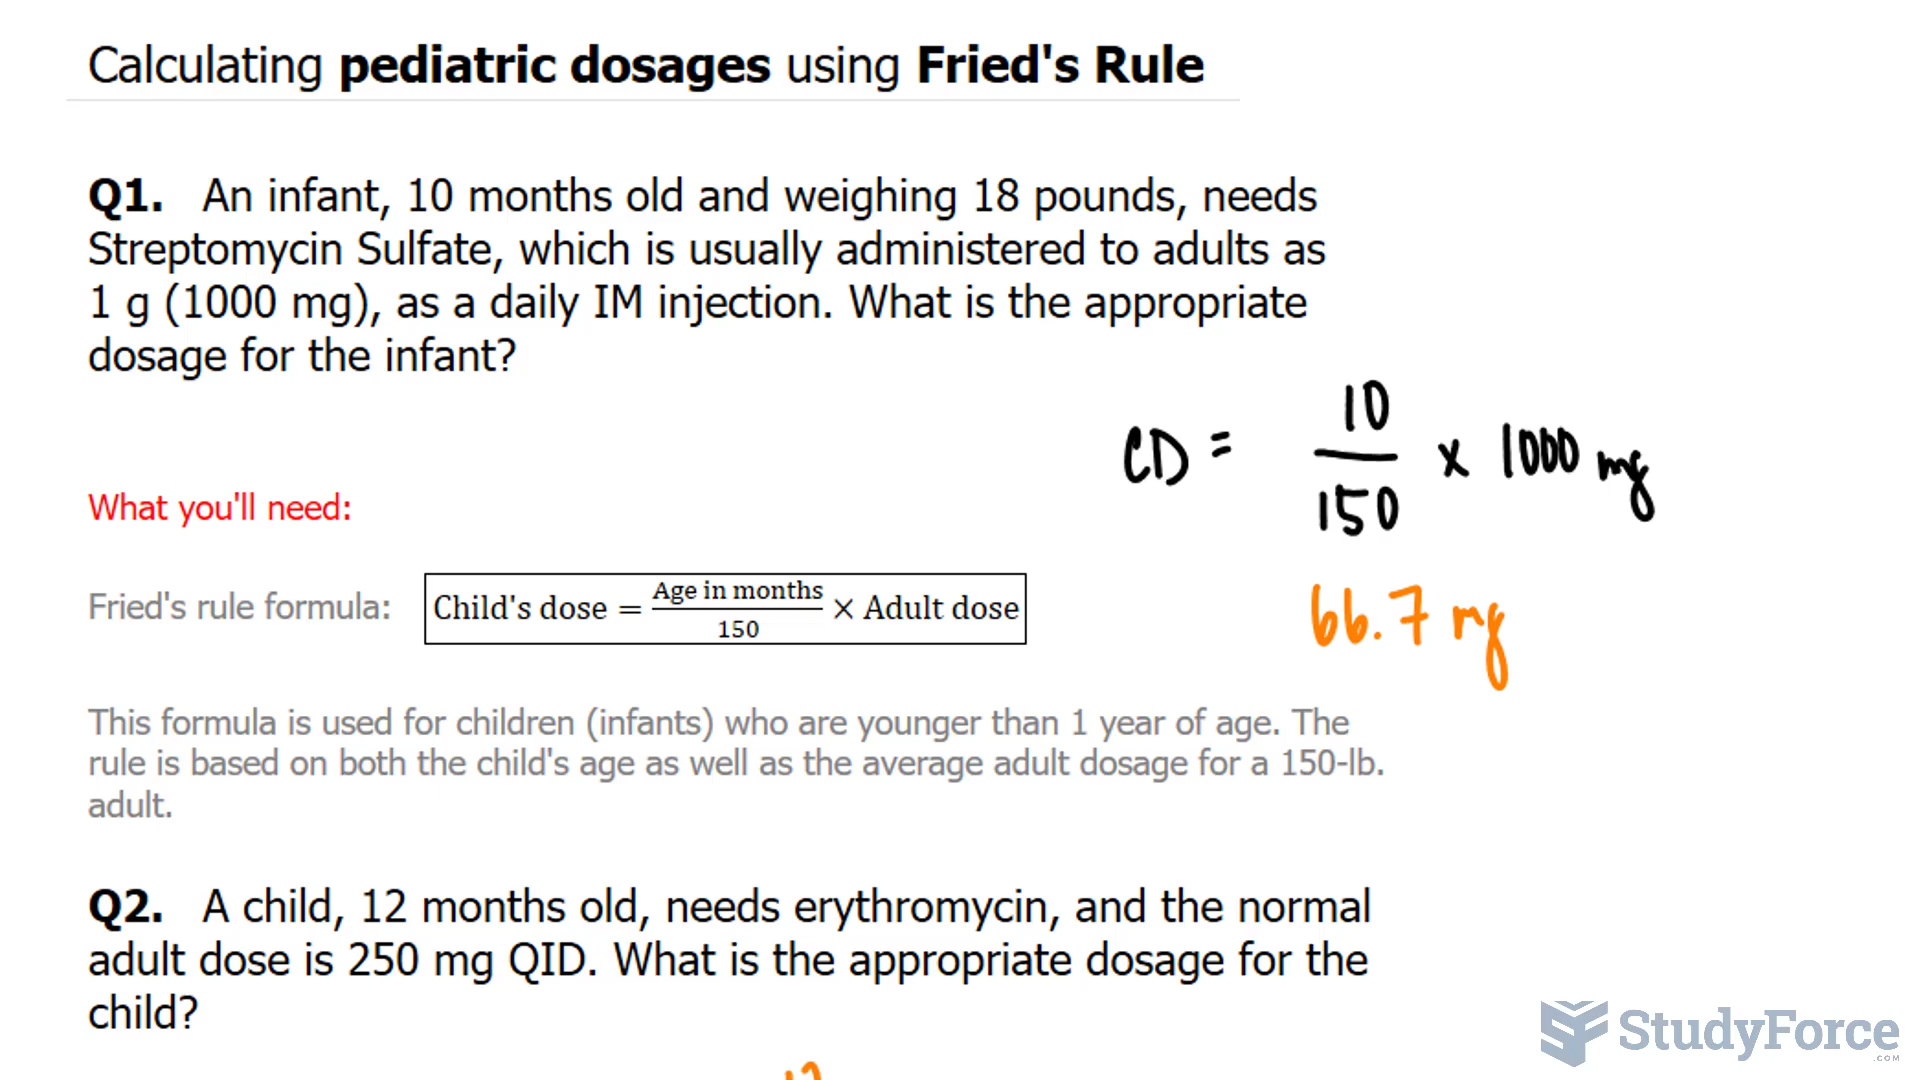 Calculating pediatric dosages using Fried's Rule
Q1. An infant, 10 months old and weighing 18 pounds, needs
Streptomycin Sulfate, which is usually administered to adults as
1 g (1000 mg), as a daily IM injection. What is the appropriate
dosage for the infant?
CD = 10/150 x 1000 mg
66.7 mg
What you'll need:
Fried's rule formula: Child's dose = Age in months/150 × Adult dose
This formula is used for children (infants) who are younger than 1 year of age. The
rule is based on both the child's age as well as the average adult dosage for a 150-lb.
adult.
Q2. A child, 12 months old, needs erythromycin, and the normal
adult dose is 250 mg QID. What is the appropriate dosage for the
child?
StudyForce
.COM